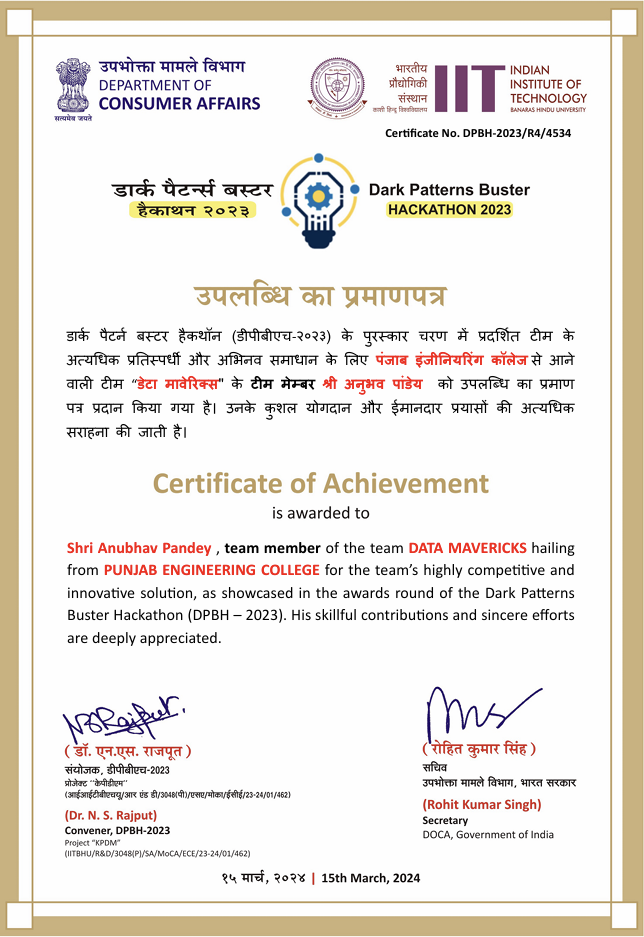 उपभोक्ता मामले विभाग
DEPARTMENT OF
CONSUMER AFFAIRS
सत्यमेव जयते
भारतीय
प्रौद्योगिकी
संस्थान
काशी हिन्दू विश्वविद्यालय
IIT
INDIAN
INSTITUTE OF
TECHNOLOGY
BANARAS HINDU UNIVERSITY
Certificate No. DPBH-2023/R4/4534
डार्क पैटर्न्स बस्टर
हैकाथन २०२३
Dark Patterns Buster
HACKATHON 2023
उपलब्धि का प्रमाणपत्र
डार्क पैटर्न बस्टर हैकथॉन (डीपीबीएच-२०२३) के पुरस्कार चरण में प्रदर्शित टीम के
अत्यधिक प्रतिस्पर्धी और अभिनव समाधान के लिए पंजाब इंजीनियरिंग कॉलेज से आने
वाली टीम "डेटा मावेरिक्स" के टीम मेम्बर श्री अनुभव पांडेय को उपलब्धि का प्रमाण
पत्र प्रदान किया गया है। उनके कुशल योगदान और ईमानदार प्रयासों की अत्यधिक
सराहना की जाती है।
Certificate of Achievement
is awarded to
Shri Anubhav Pandey , team member of the team DATA MAVERICKS hailing
from PUNJAB ENGINEERING COLLEGE for the team's highly competitive and
innovative solution, as showcased in the awards round of the Dark Patterns
Buster Hackathon (DPBH – 2023). His skillful contributions and sincere efforts
are deeply appreciated.
NSRajput.
( डॉ. एन.एस. राजपूत )
संयोजक, डीपीबीएच-2023
प्रोजेक्ट "केपीडीएम"
(आईआईटीबीएचयू/आर एंड डी/3048(पी)/एसए/मोका/ईसीई/23-24/01/462)
(Dr. N. S. Rajput)
Convener, DPBH-2023
Project "KPDM"
(IITBHU/R&D/3048(P)/SA/MoCA/ECE/23-24/01/462)
( रोहित कुमार सिंह )
सचिव
उपभोक्ता मामले विभाग, भारत सरकार
(Rohit Kumar Singh)
Secretary
DOCA, Government of India
१५ मार्च, २०२४ | 15th March, 2024